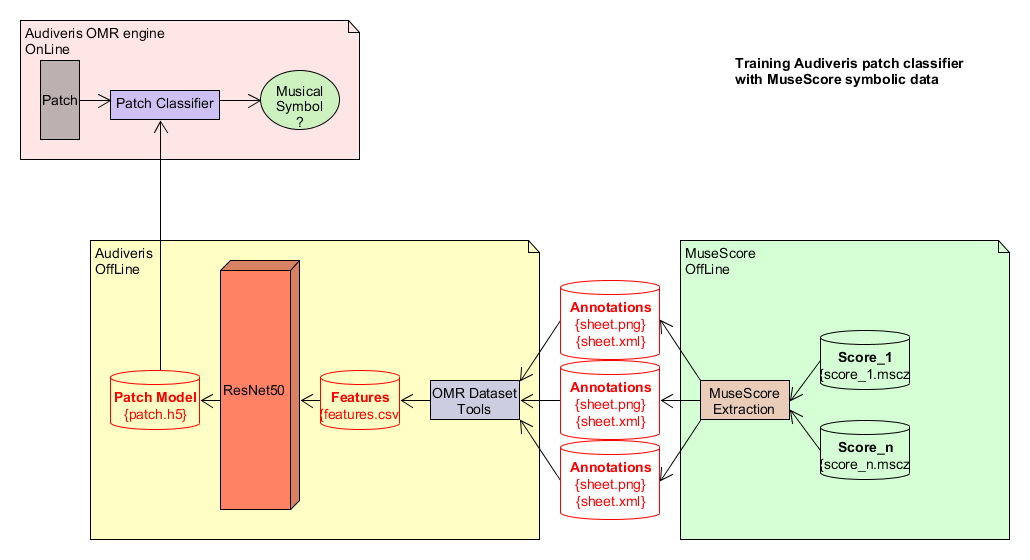 Audiveris OMR engine
OnLine
Patch
Patch Classifier
Musical
Symbol
?
Training Audiveris patch classifier
with MuseScore symbolic data
Audiveris
OffLine
Patch Model
{patch.h5}
ResNet50
Features
{features.csv
OMR Dataset
Tools
Annotations
{sheet.png}
{sheet.xml}
Annotations
{sheet.png}
{sheet.xml}
Annotations
{sheet.png}
{sheet.xml}
MuseScore
OffLine
MuseScore
Extraction
Score_1
{score_1.mscz
Score_n
{score_n.mscz